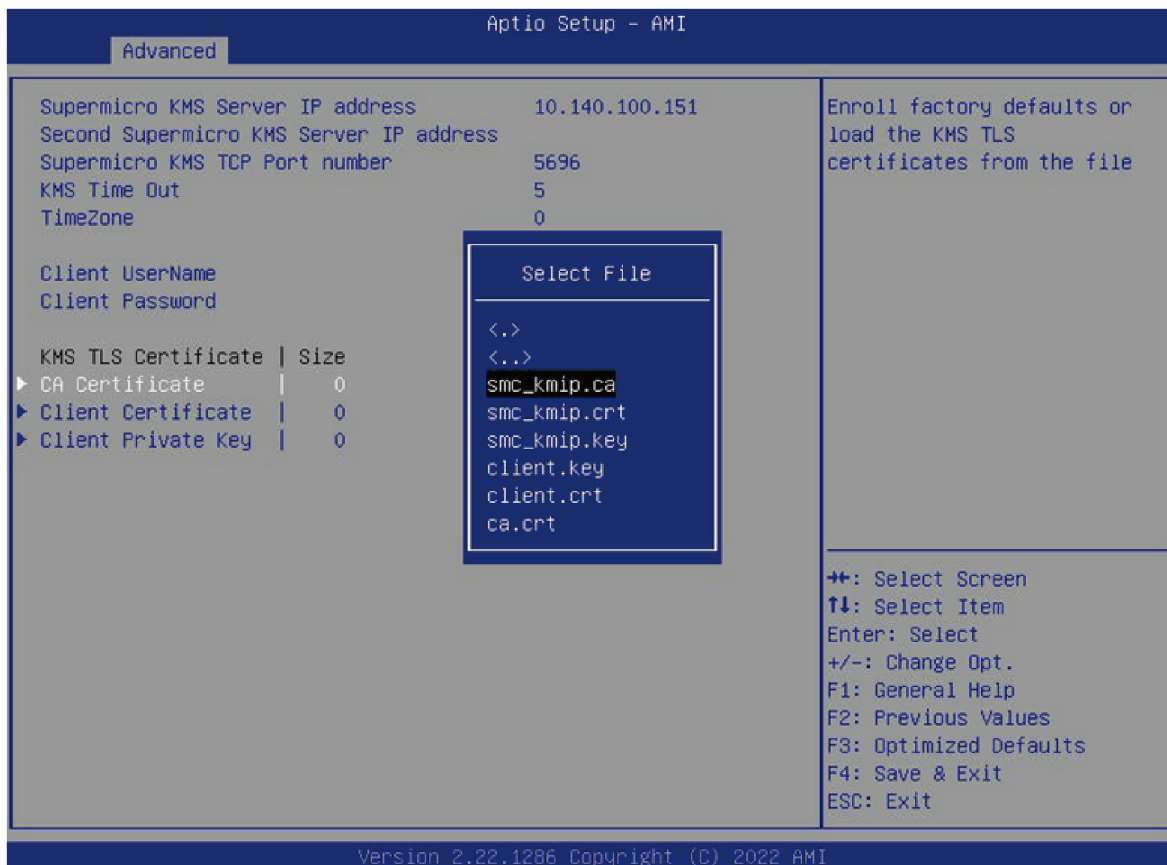 Aptio Setup - AMI
Advanced
Supermicro KMS Server IP address 10.140.100.151
Second Supermicro KMS Server IP address
Supermicro KMS TCP Port number 5696
KMS Time Out 5
TimeZone 0
Client UserName
Client Password
KMS TLS Certificate | Size
CA Certificate | 0
Client Certificate | 0
Client Private Key | 0
Select File
<.>
<..>
smc_kmip.ca
smc_kmip.crt
smc_kmip.key
client.key
client.crt
ca.crt
Enroll factory defaults or
load the KMS TLS
certificates from the file
→←: Select Screen
↑↓: Select Item
Enter: Select
+/-: Change Opt.
F1: General Help
F2: Previous Values
F3: Optimized Defaults
F4: Save & Exit
ESC: Exit
Version 2.22.1286 Copyright (C) 2022 AMI